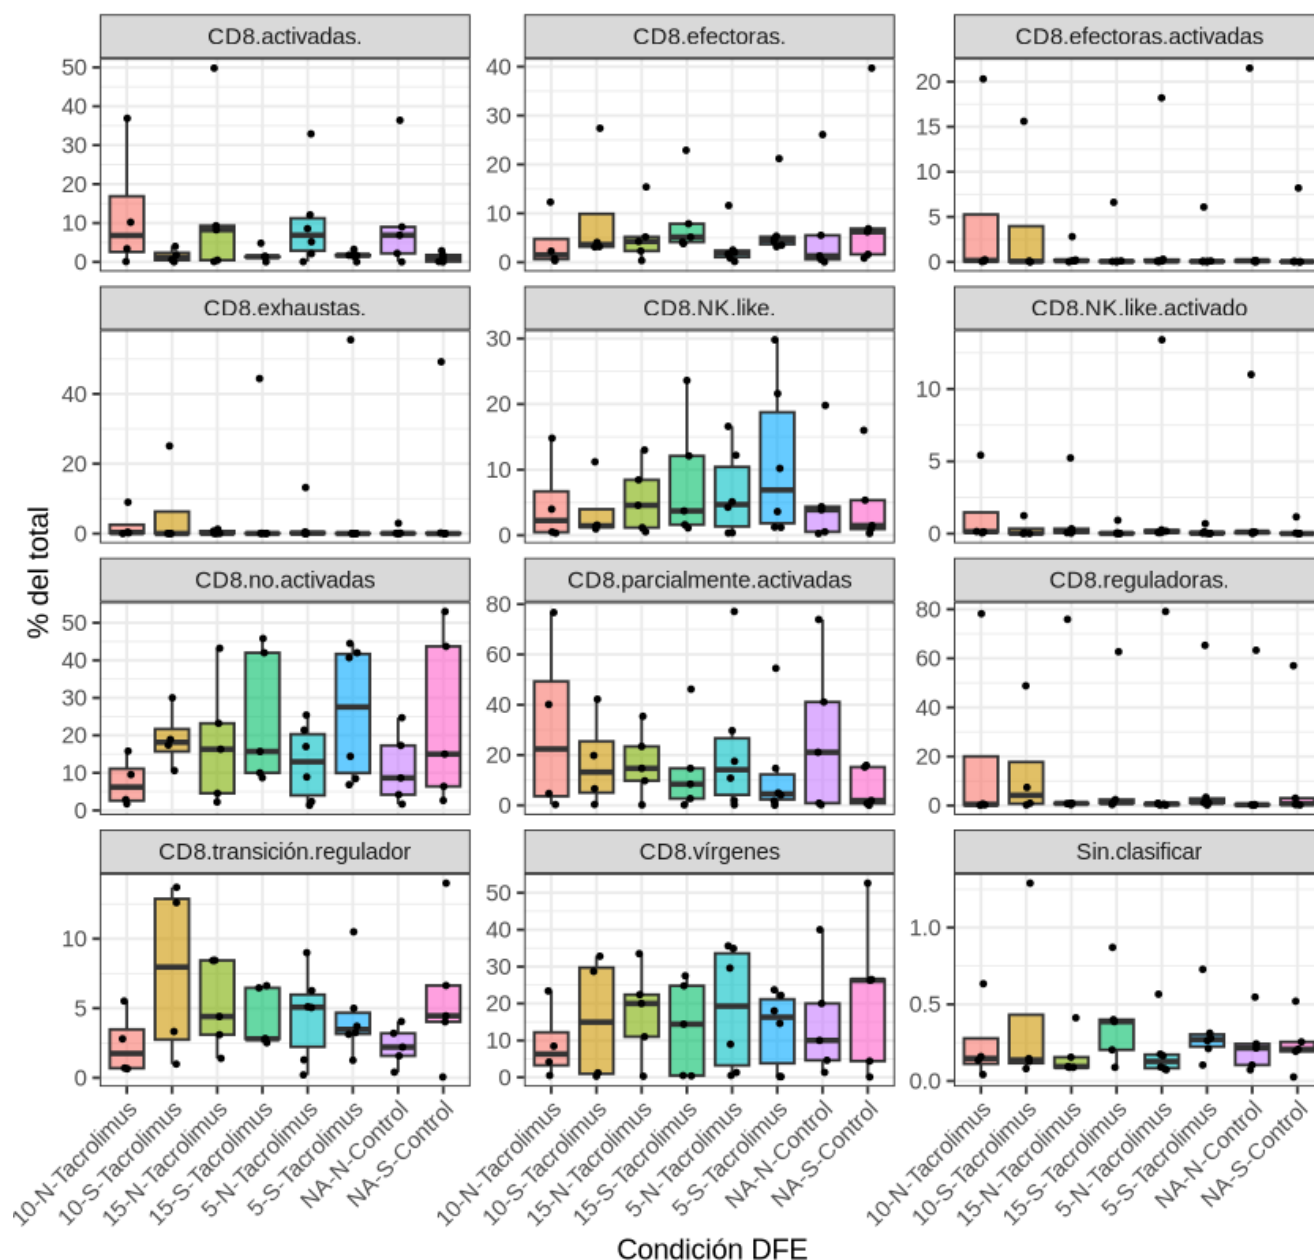 CD8.activadas.
CD8.efectoras.
CD8.efectoras.activadas
50
40
30
20
10
0
40
30
20
10
0
20
15
10
5
0
CD8.exhaustas.
CD8.NK.like.
CD8.NK.like.activado
40
20
0
30
20
10
0
10
5
0
% del total
CD8.no.activadas
CD8.parcialmente.activadas
CD8.reguladoras.
50
40
30
20
10
0
80
60
40
20
0
80
60
40
20
0
CD8.transición.regulador
CD8.vírgenes
Sin.clasificar
10
5
0
50
40
30
20
10
0
1.0
0.5
0.0
10-N-Tacrolimus
10-S-Tacrolimus
15-N-Tacrolimus
15-S-Tacrolimus
5-N-Tacrolimus
5-S-Tacrolimus
NA-N-Control
NA-S-Control
10-N-Tacrolimus
10-S-Tacrolimus
15-N-Tacrolimus
15-S-Tacrolimus
5-N-Tacrolimus
5-S-Tacrolimus
NA-N-Control
NA-S-Control
10-N-Tacrolimus
10-S-Tacrolimus
15-N-Tacrolimus
15-S-Tacrolimus
5-N-Tacrolimus
5-S-Tacrolimus
NA-N-Control
NA-S-Control
Condición DFE